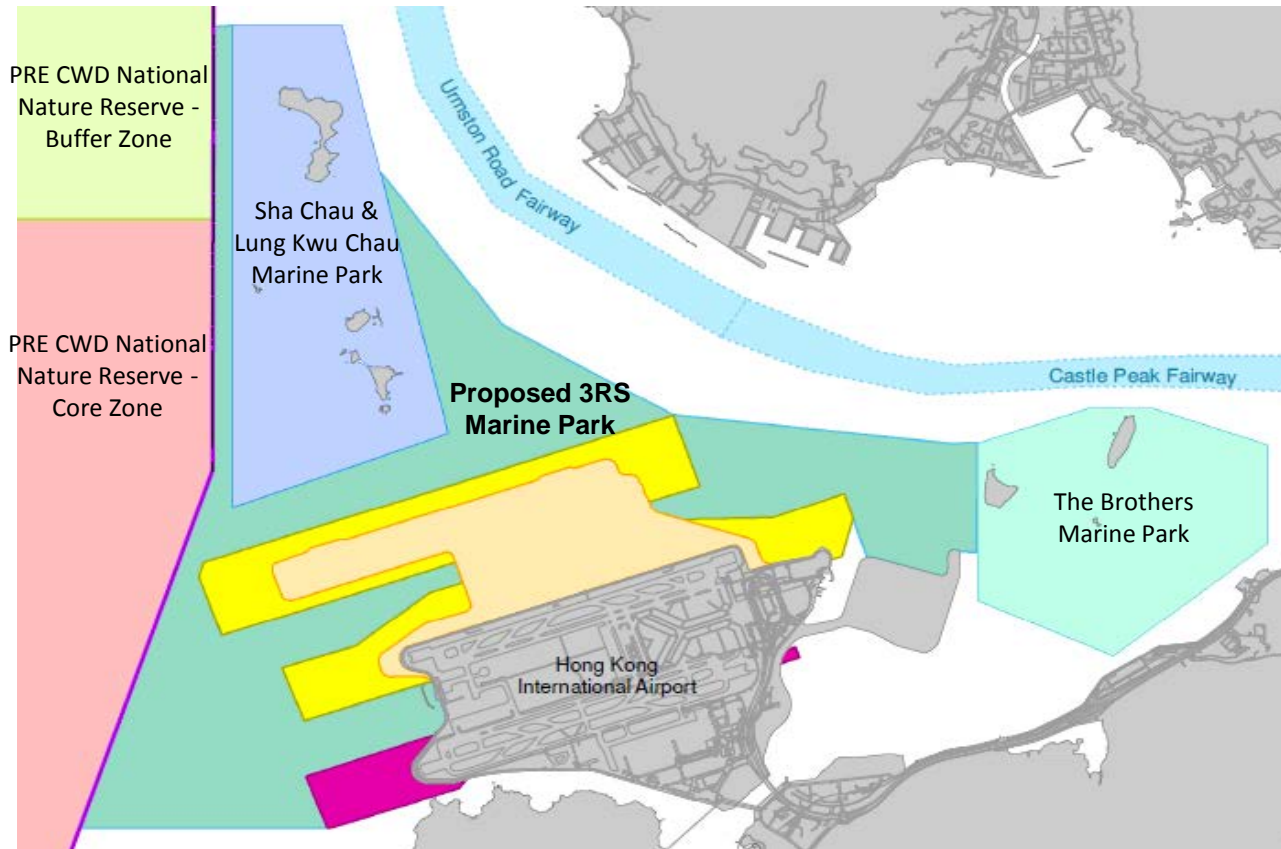 PRE CWD National
Nature Reserve -
Buffer Zone
Urmston Road Fairway
Sha Chau &
Lung Kwu Chau
Marine Park
PRE CWD National
Nature Reserve -
Core Zone
Castle Peak Fairway
Proposed 3RS
Marine Park
The Brothers
Marine Park
Hong Kong
International Airport